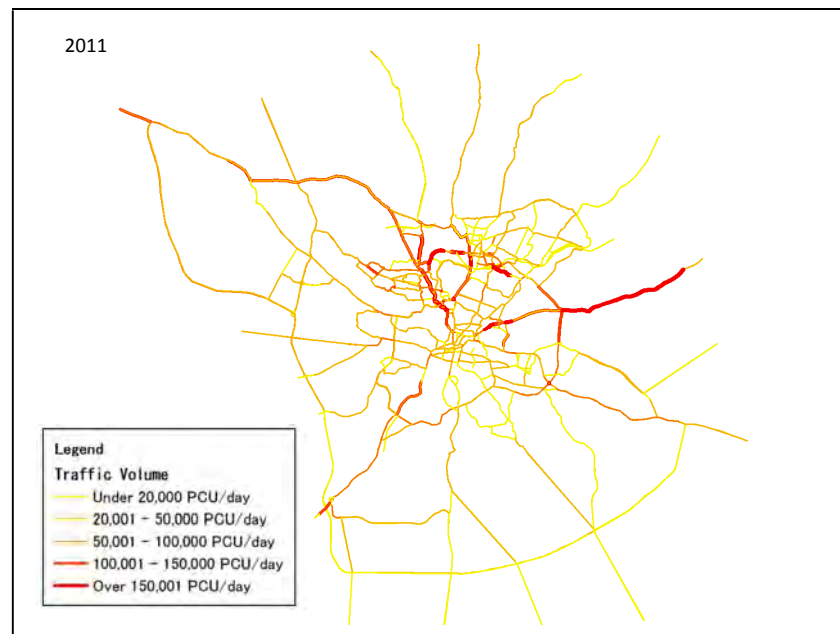 2011
Legend
Traffic Volume
Under 20,000 PCU/day
20,001 - 50,000 PCU/day
50,001 - 100,000 PCU/day
100,001 - 150,000 PCU/day
Over 150,001 PCU/day